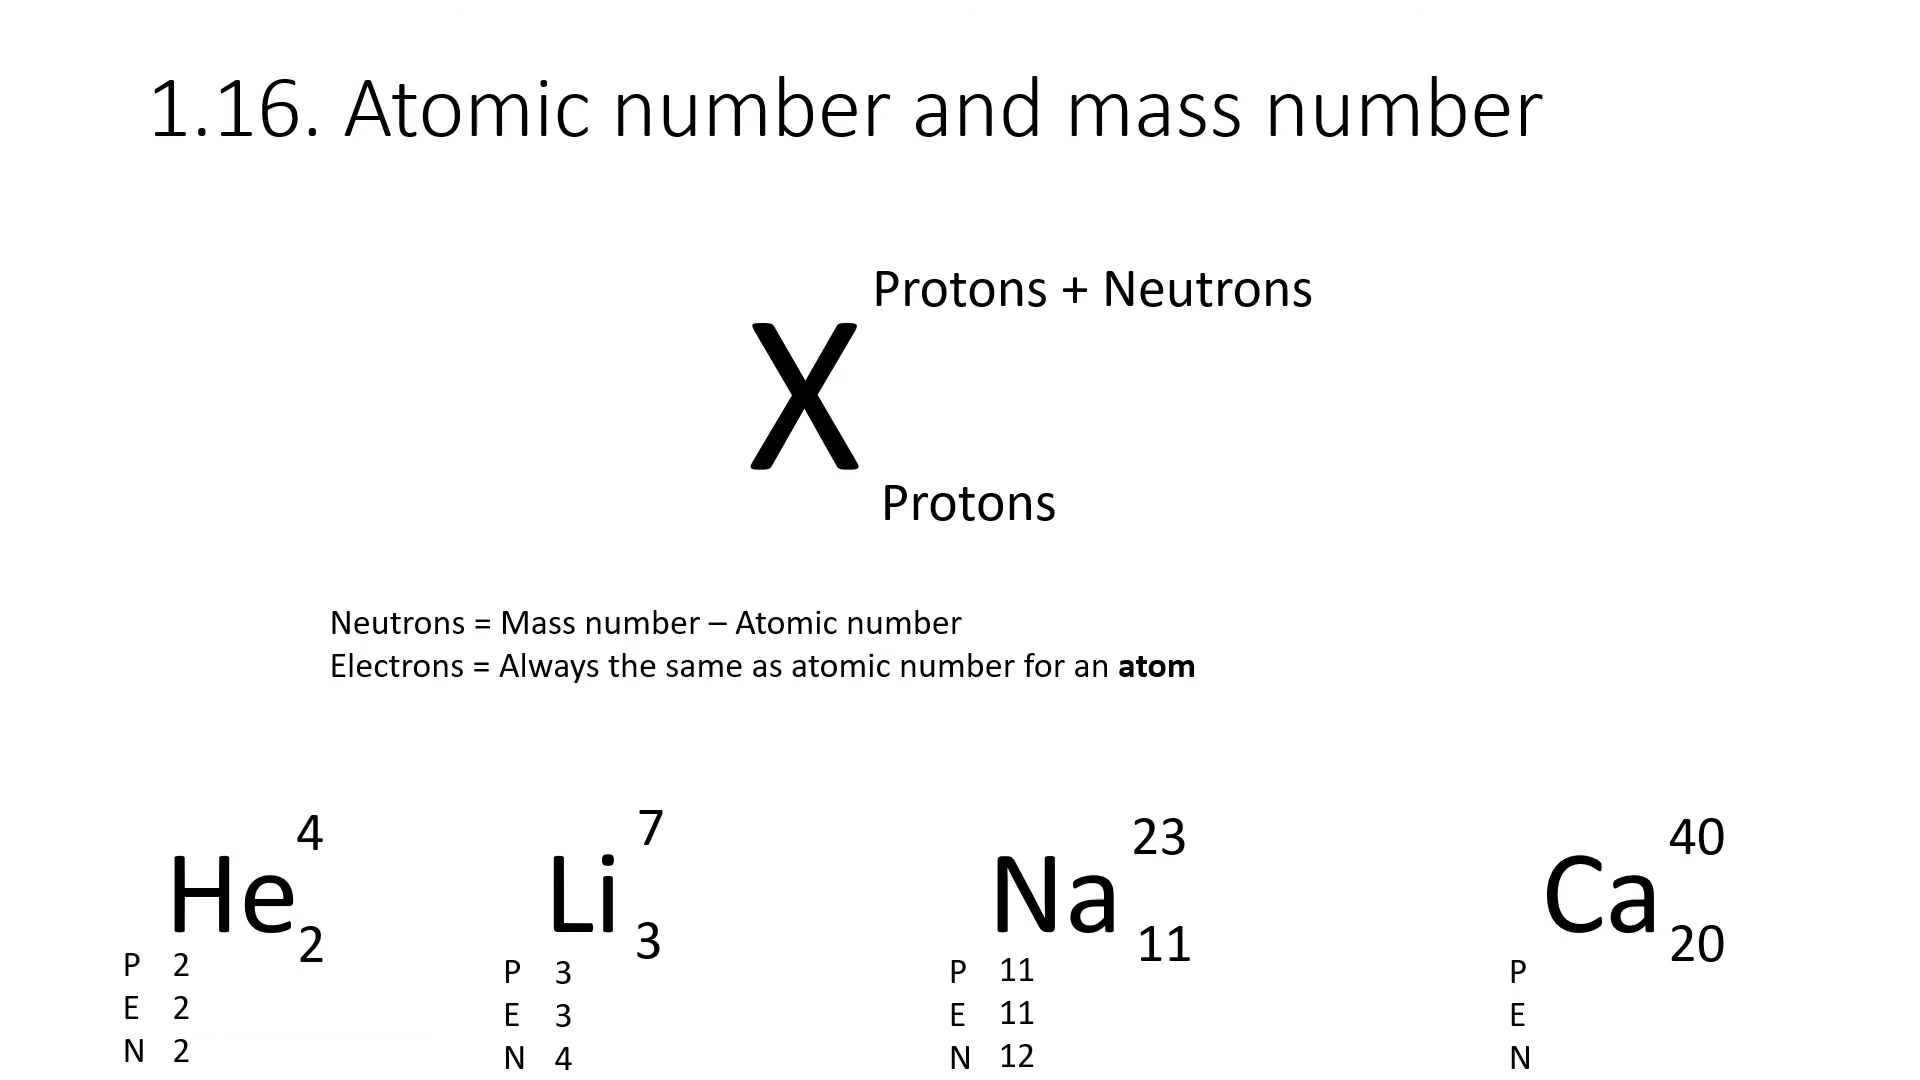 1.16. Atomic number and mass number
Protons + Neutrons
X
Protons
Neutrons = Mass number – Atomic number
Electrons = Always the same as atomic number for an atom
4
He
2
P 2
E 2
N 2
7
Li
3
P 3
E 3
N 4
23
Na
11
P 11
E 11
N 12
40
Ca
20
P
E
N